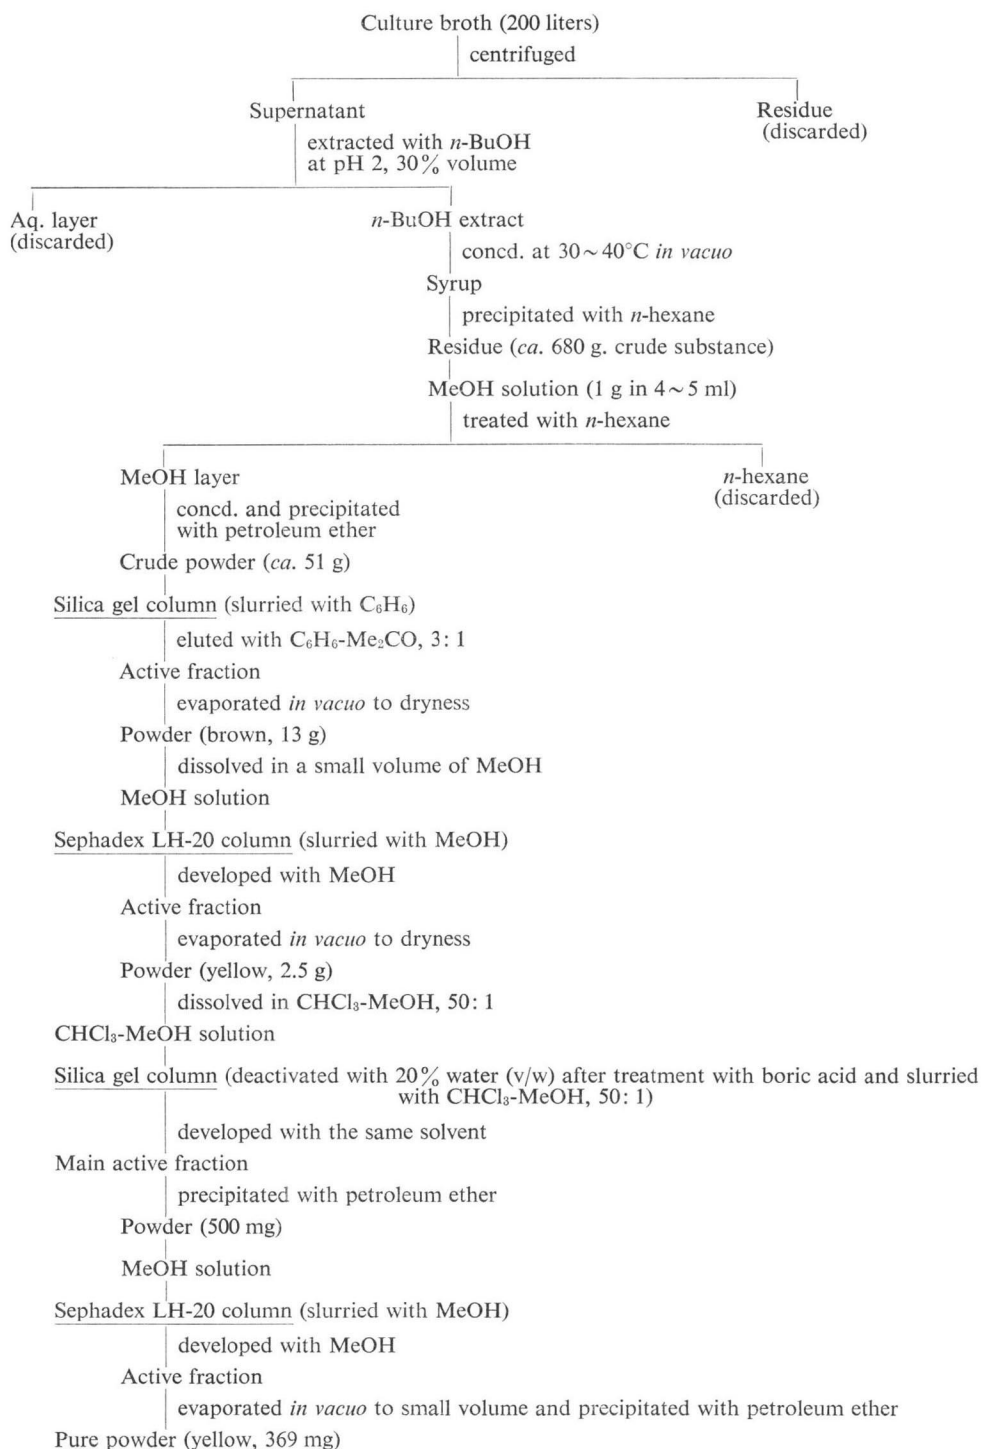 Culture broth (200 liters)
centrifuged
Supernatant
Residue
(discarded)
extracted with n-BuOH
at pH 2, 30% volume
Aq. layer
(discarded)
n-BuOH extract
concd. at 30~40°C in vacuo
Syrup
precipitated with n-hexane
Residue (ca. 680 g. crude substance)
MeOH solution (1 g in 4~5 ml)
treated with n-hexane
MeOH layer
n-hexane
(discarded)
concd. and precipitated
with petroleum ether
Crude powder (ca. 51 g)
Silica gel column (slurried with C₆H₆)
eluted with C₆H₆-Me₂CO, 3: 1
Active fraction
evaporated in vacuo to dryness
Powder (brown, 13 g)
dissolved in a small volume of MeOH
MeOH solution
Sephadex LH-20 column (slurried with MeOH)
developed with MeOH
Active fraction
evaporated in vacuo to dryness
Powder (yellow, 2.5 g)
dissolved in CHCl₃-MeOH, 50: 1
CHCl₃-MeOH solution
Silica gel column (deactivated with 20% water (v/w) after treatment with boric acid and slurried
with CHCl₃-MeOH, 50: 1)
developed with the same solvent
Main active fraction
precipitated with petroleum ether
Powder (500 mg)
MeOH solution
Sephadex LH-20 column (slurried with MeOH)
developed with MeOH
Active fraction
evaporated in vacuo to small volume and precipitated with petroleum ether
Pure powder (yellow, 369 mg)